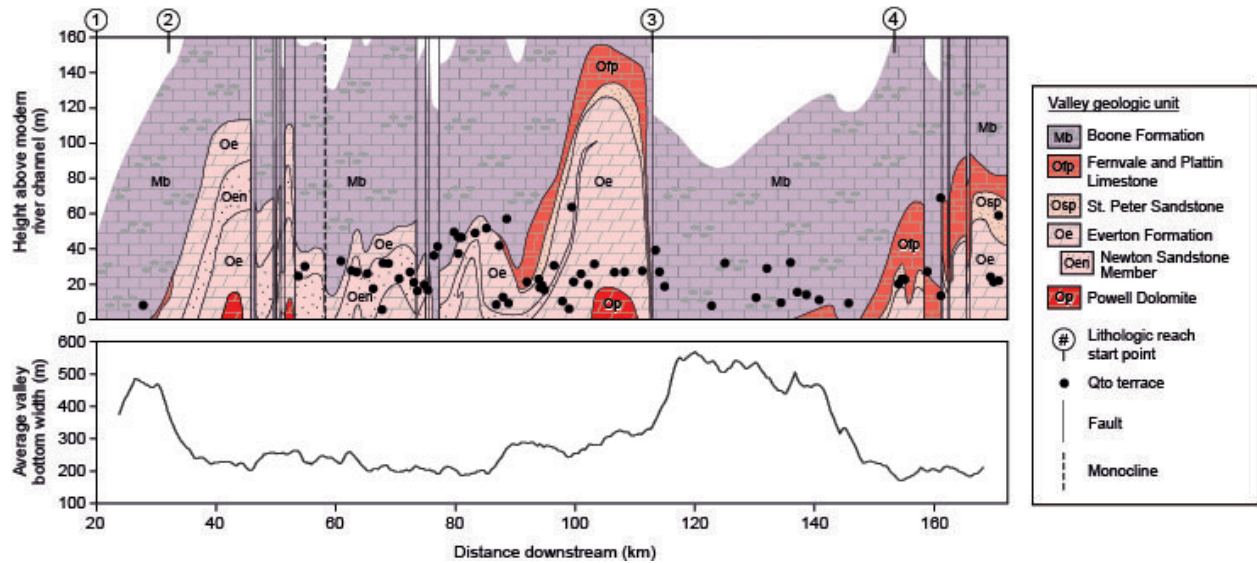 1 2 3 4
160
140
120
100
80
60
40
20
0
Height above modern
river channel (m)
Mb
Oe
Oen
Oe
Mb
Oe
Oen
Oe
Ofp
Oe
Op
Mb
Ofp
Mb
Osp
Oe
600
500
400
300
200
100
Average valley
bottom width (m)
20 40 60 80 100 120 140 160
Distance downstream (km)
Valley geologic unit
Mb Boone Formation
Ofp Fernvale and Plattin
Limestone
Osp St. Peter Sandstone
Oe Everton Formation
Oen Newton Sandstone
Member
Op Powell Dolomite
# Lithologic reach
start point
Qto terrace
Fault
Monocline